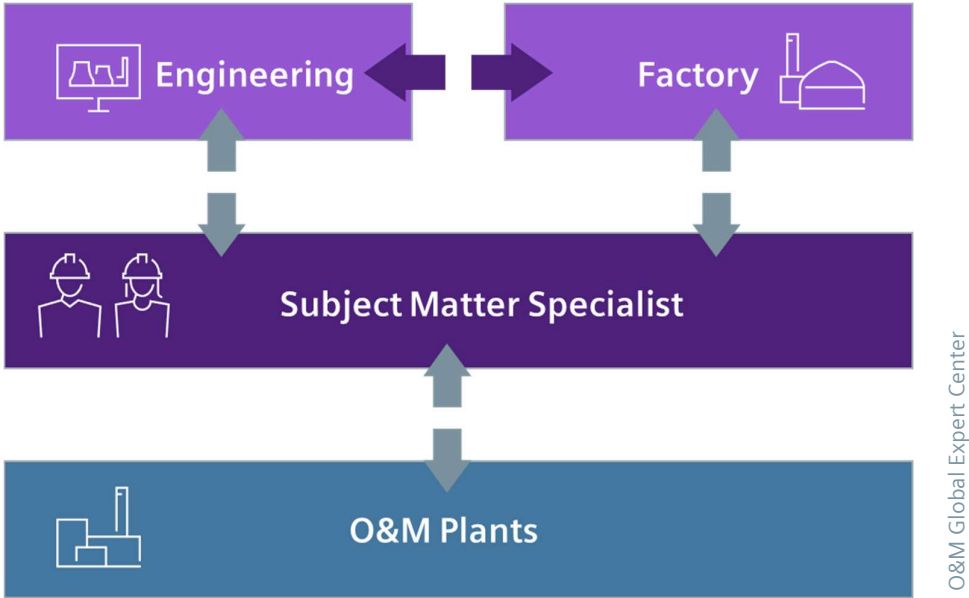 Engineering
Factory
Subject Matter Specialist
O&M Plants
O&M Global Expert Center